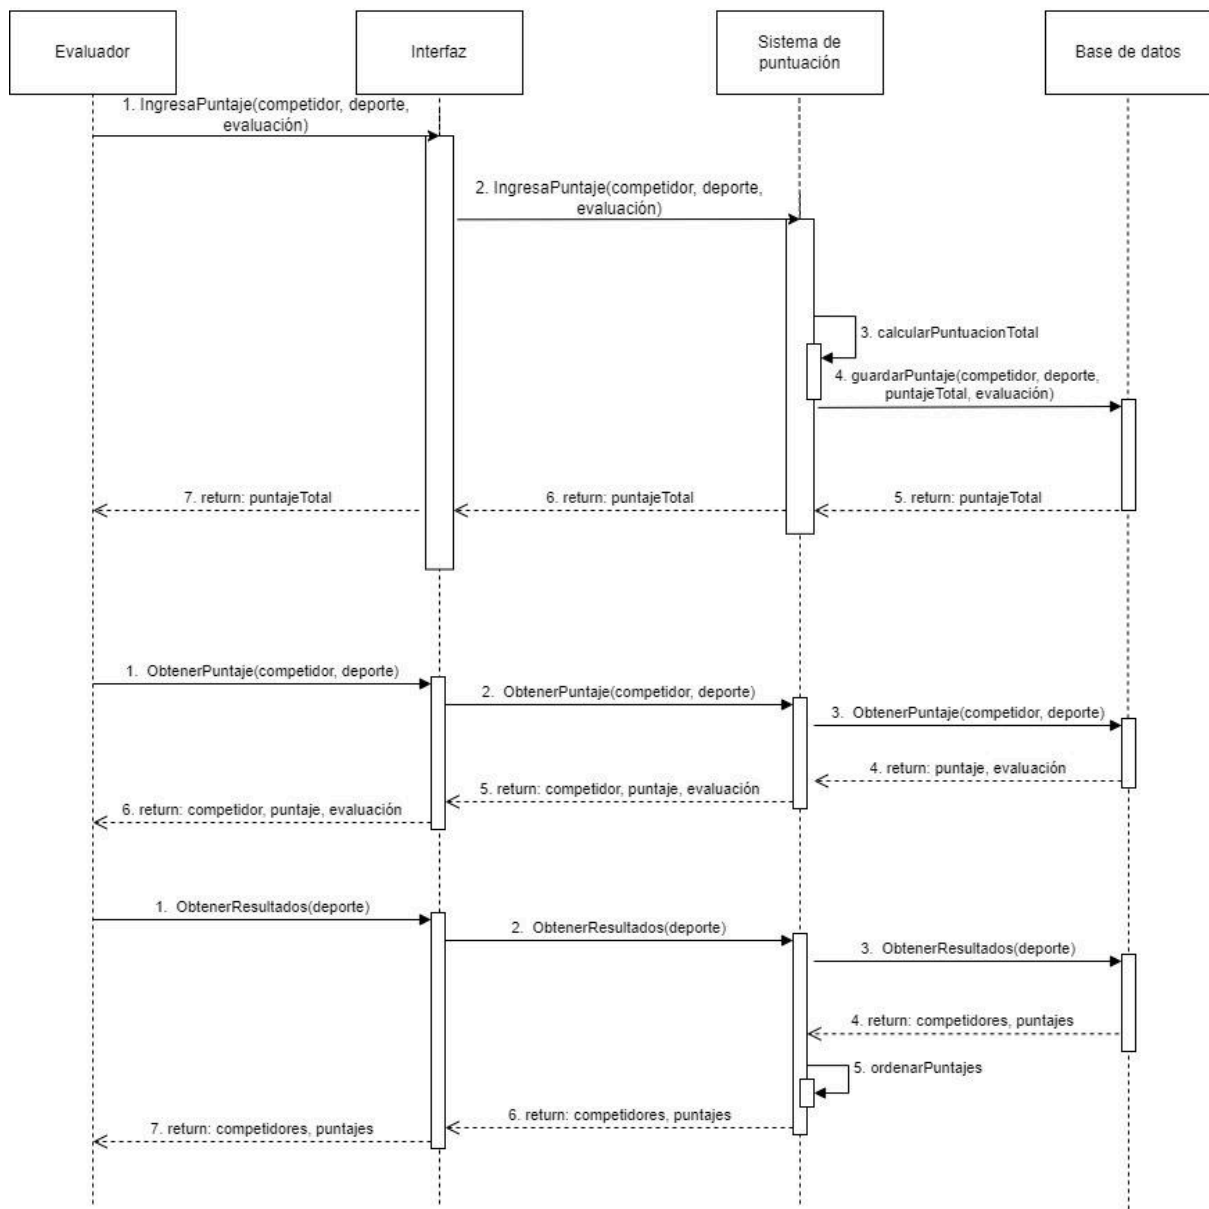 Evaluador
Interfaz
Sistema de
puntuación
Base de datos
1. IngresaPuntaje(competidor, deporte,
evaluación)
2. IngresaPuntaje(competidor, deporte,
evaluación)
3. calcularPuntuacionTotal
4. guardarPuntaje(competidor, deporte,
puntajeTotal, evaluación)
7. return: puntajeTotal
6. return: puntajeTotal
5. return: puntajeTotal
1. ObtenerPuntaje(competidor, deporte)
2. ObtenerPuntaje(competidor, deporte)
3. ObtenerPuntaje(competidor, deporte)
4. return: puntaje, evaluación
5. return: competidor, puntaje, evaluación
6. return: competidor, puntaje, evaluación
1. ObtenerResultados(deporte)
2. ObtenerResultados(deporte)
3. ObtenerResultados(deporte)
4. return: competidores, puntajes
5. ordenarPuntajes
6. return: competidores, puntajes
7. return: competidores, puntajes